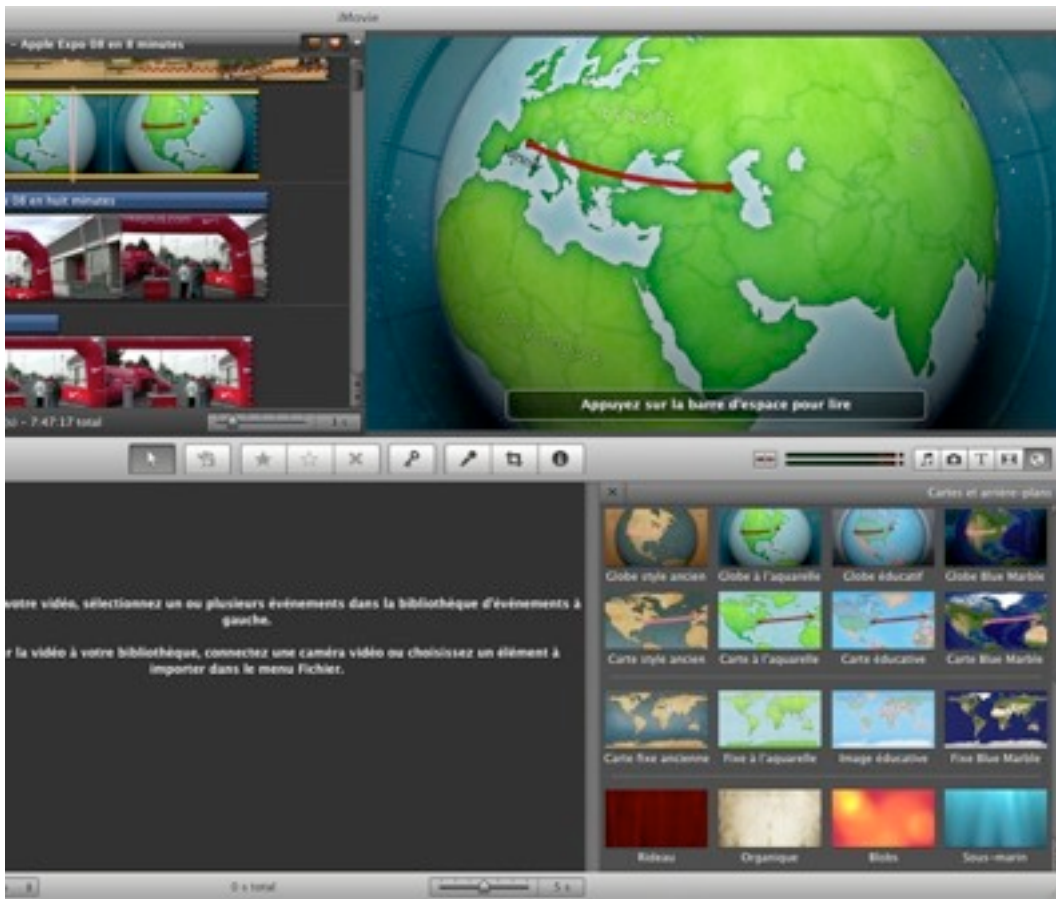 iMovie
- Apple Expo 08 en 8 minutes
08 en huit minutes
- 7:47:17 total
1 s
EUROPE
Appuyez sur la barre d'espace pour lire
T
Cartes et arrière-plans
Globe style ancien
Globe à l'aquarelle
Globe éducatif
Globe Blue Marble
Carte style ancien
Carte à l'aquarelle
Carte éducative
Carte Blue Marble
Carte fixe ancienne
Fixe à l'aquarelle
Image éducative
Fixe Blue Marble
Rideau
Organique
Blobs
Sous-marin
votre vidéo, sélectionnez un ou plusieurs événements dans la bibliothèque d'événements à
gauche.
r la vidéo à votre bibliothèque, connectez une caméra vidéo ou choisissez un élément à
importer dans le menu Fichier.
0 s total
5 s